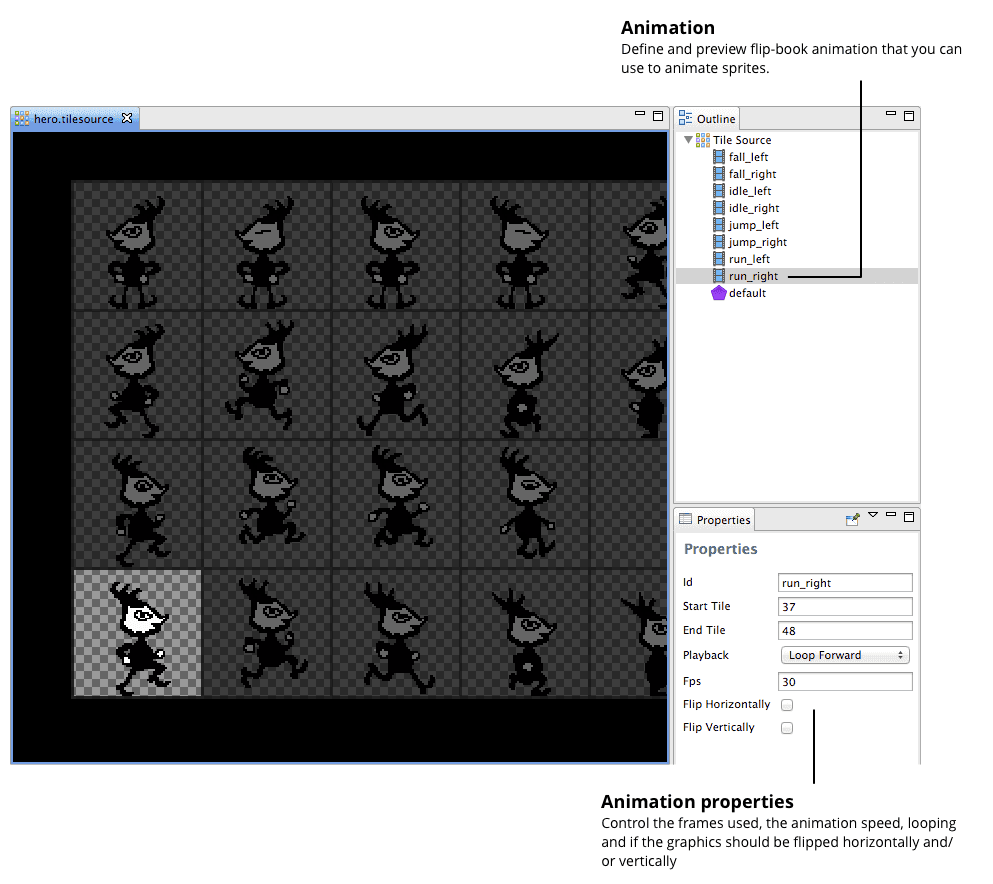 Animation
Define and preview flip-book animation that you can
use to animate sprites.
hero.tilesource
Outline
Tile Source
fall_left
fall_right
idle_left
idle_right
jump_left
jump_right
run_left
run_right
default
Properties
Properties
Id run_right
Start Tile 37
End Tile 48
Playback Loop Forward
Fps 30
Flip Horizontally
Flip Vertically
Animation properties
Control the frames used, the animation speed, looping
and if the graphics should be flipped horizontally and/
or vertically